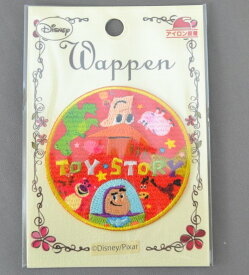 Disney
アイロン接着
Wappen
TOY STORY
©Disney/Pixar